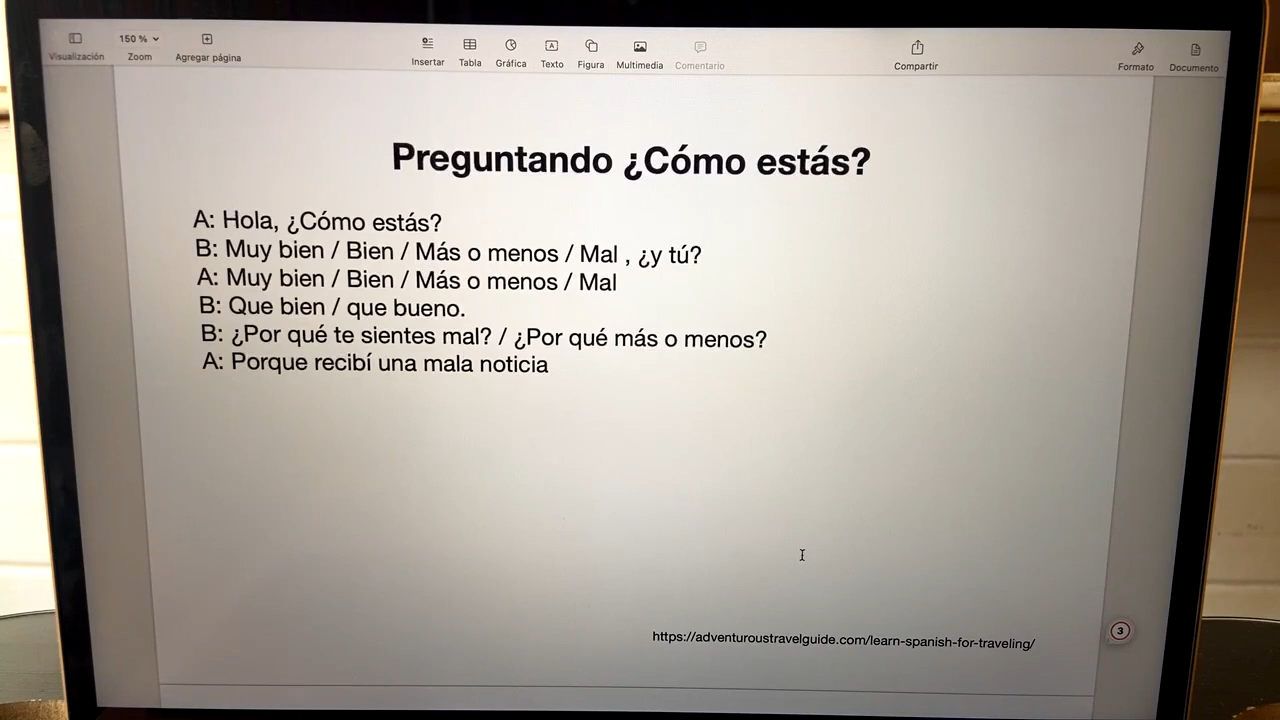 Visualización
150 %
Zoom
Agregar página
Insertar
Tabla
Gráfica
Texto
Figura
Multimedia
Comentario
Compartir
Formato
Documento
Preguntando ¿Cómo estás?
A: Hola, ¿Cómo estás?
B: Muy bien / Bien / Más o menos / Mal , ¿y tú?
A: Muy bien / Bien / Más o menos / Mal
B: Que bien / que bueno.
B: ¿Por qué te sientes mal? / ¿Por qué más o menos?
A: Porque recibí una mala noticia
https://adventuroustravelguide.com/learn-spanish-for-traveling/
3